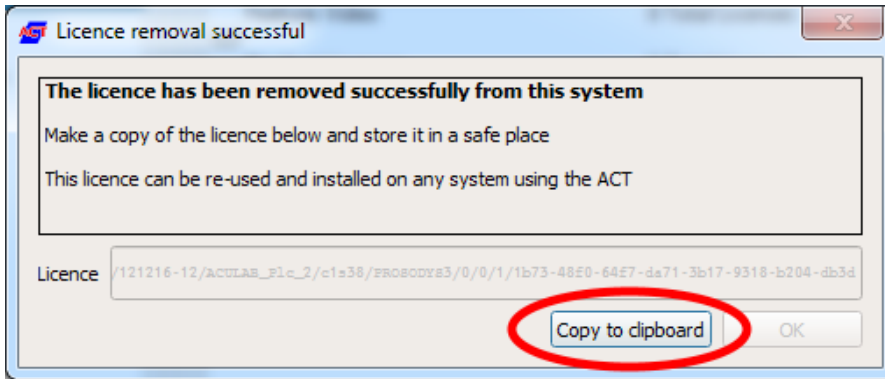 ACT Licence removal successful
The licence has been removed successfully from this system
Make a copy of the licence below and store it in a safe place
This licence can be re-used and installed on any system using the ACT
Licence /121216-12/ACULAB_Plc_2/c1s38/PROSODYS3/0/0/1/1b73-48f0-64f7-da71-3b17-9318-b204-db3d
Copy to clipboard OK